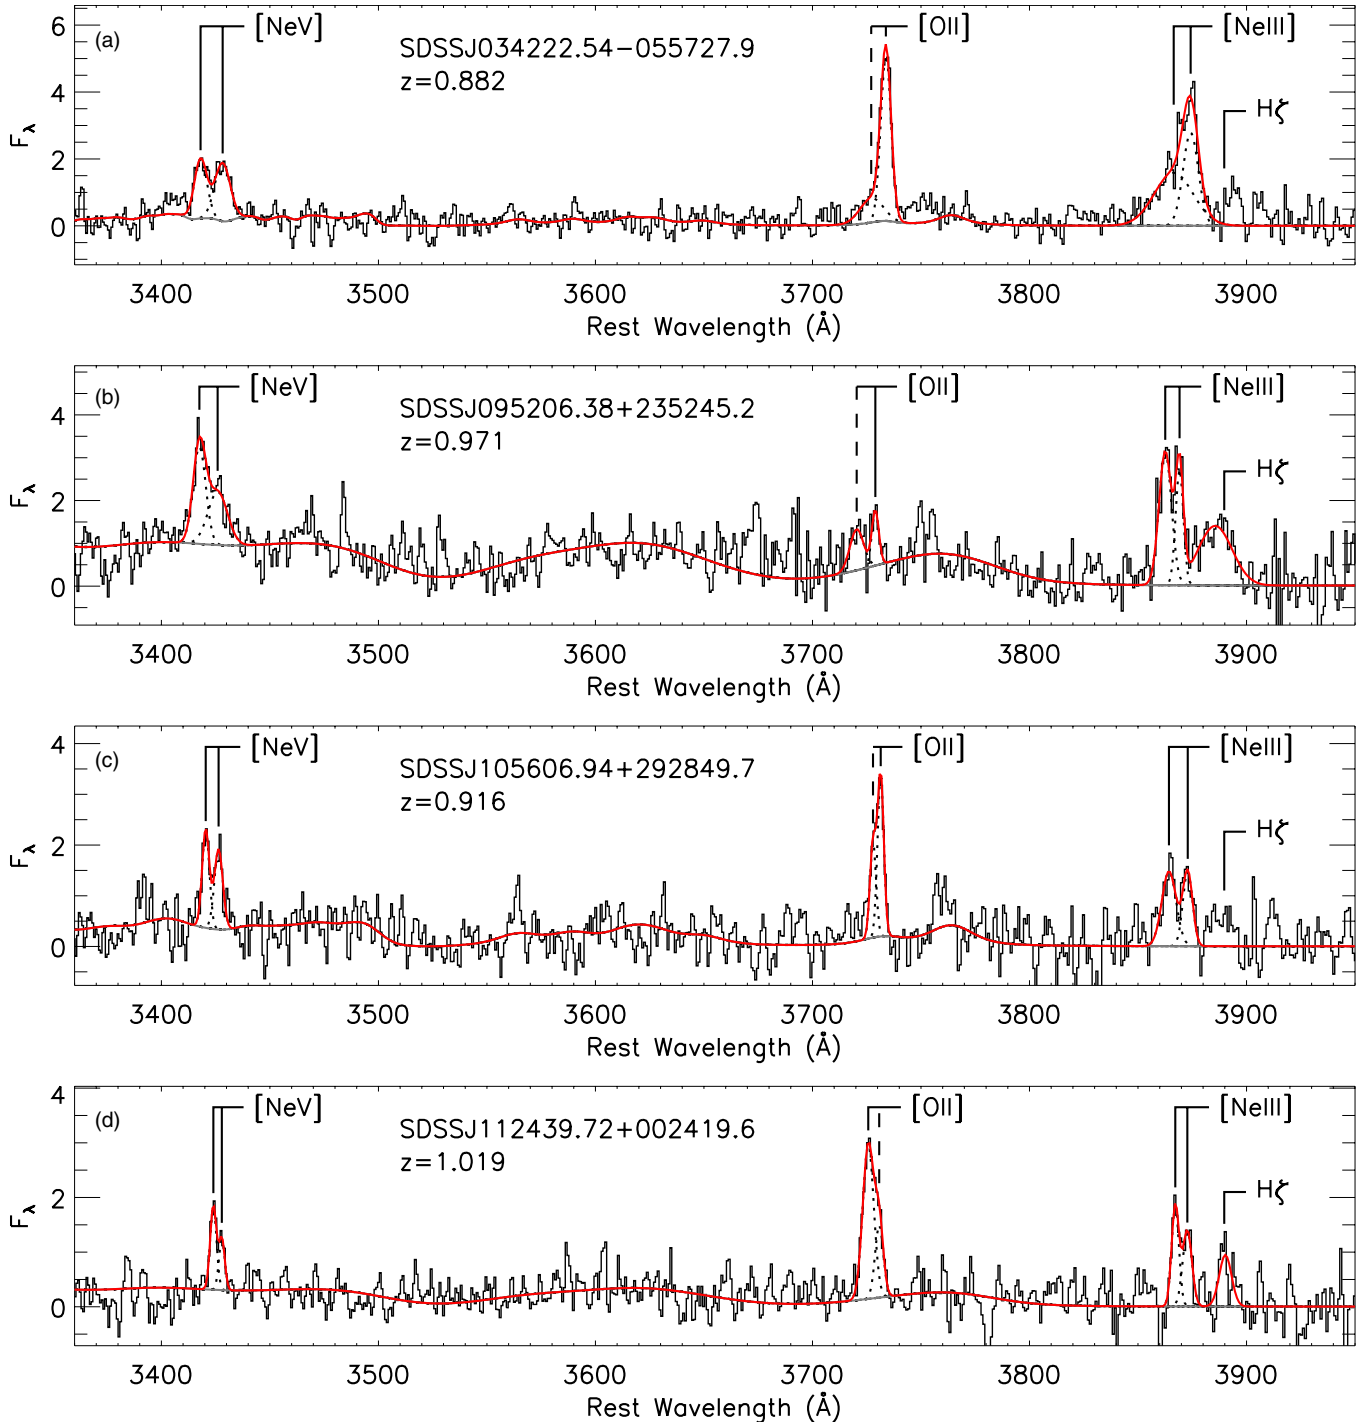 (a)
[NeV]
[OII]
[NeIII]
SDSSJ034222.54−055727.9
z=0.882
Hζ
6
4
2
0
Fλ
3400 3500 3600 3700 3800 3900
Rest Wavelength (Å)
(b)
[NeV]
[OII]
[NeIII]
SDSSJ095206.38+235245.2
z=0.971
Hζ
4
2
0
Fλ
3400 3500 3600 3700 3800 3900
Rest Wavelength (Å)
(c)
[NeV]
[OII]
[NeIII]
SDSSJ105606.94+292849.7
z=0.916
Hζ
4
2
0
Fλ
3400 3500 3600 3700 3800 3900
Rest Wavelength (Å)
(d)
[NeV]
[OII]
[NeIII]
SDSSJ112439.72+002419.6
z=1.019
Hζ
4
2
0
Fλ
3400 3500 3600 3700 3800 3900
Rest Wavelength (Å)